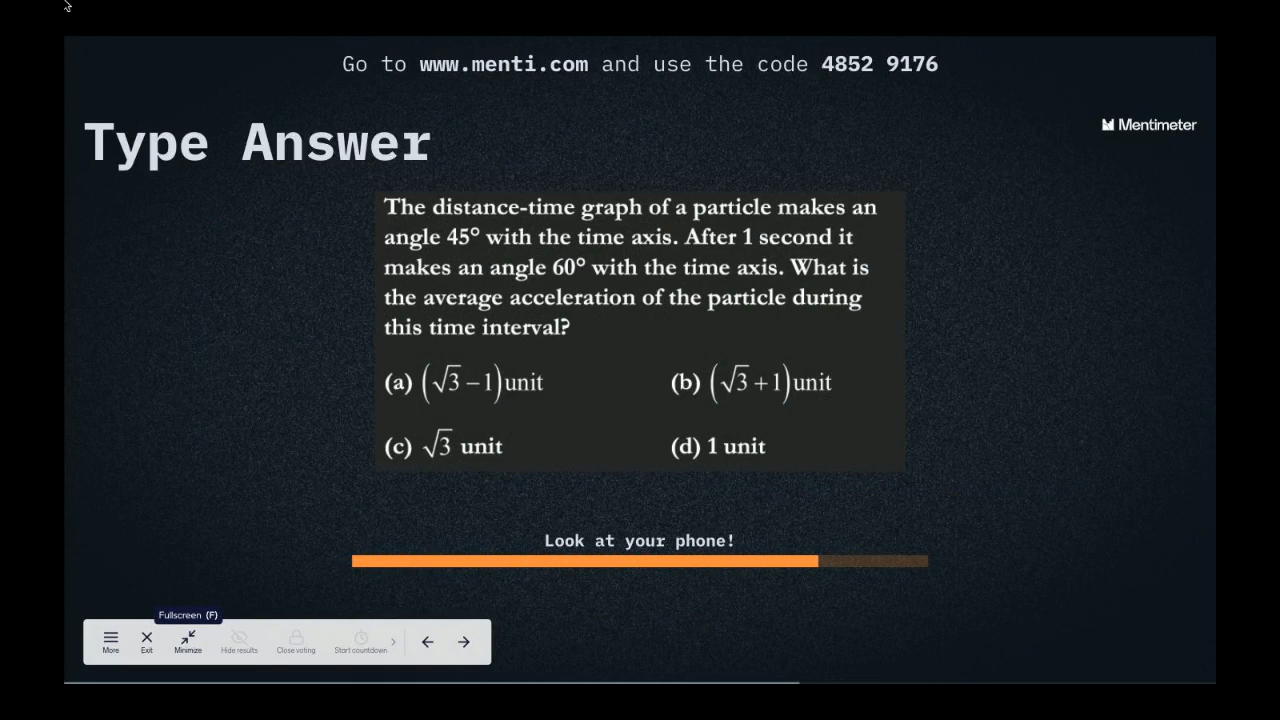 Go to www.menti.com and use the code 4852 9176
Type Answer
Mentimeter
The distance-time graph of a particle makes an
angle 45° with the time axis. After 1 second it
makes an angle 60° with the time axis. What is
the average acceleration of the particle during
this time interval?
(a) (√3 – 1) unit (b) (√3 + 1) unit
(c) √3 unit (d) 1 unit
Look at your phone!
Fullscreen (F)
More Exit Minimize Hide results Close voting Start countdown